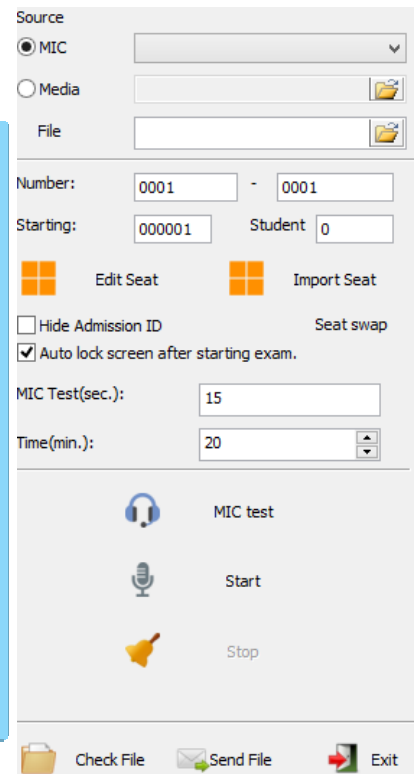 Source
MIC
Media
File
Number: 0001 - 0001
Starting: 000001 Student 0
Edit Seat Import Seat
Hide Admission ID Seat swap
Auto lock screen after starting exam.
MIC Test(sec.): 15
Time(min.): 20
MIC test
Start
Stop
Check File Send File Exit